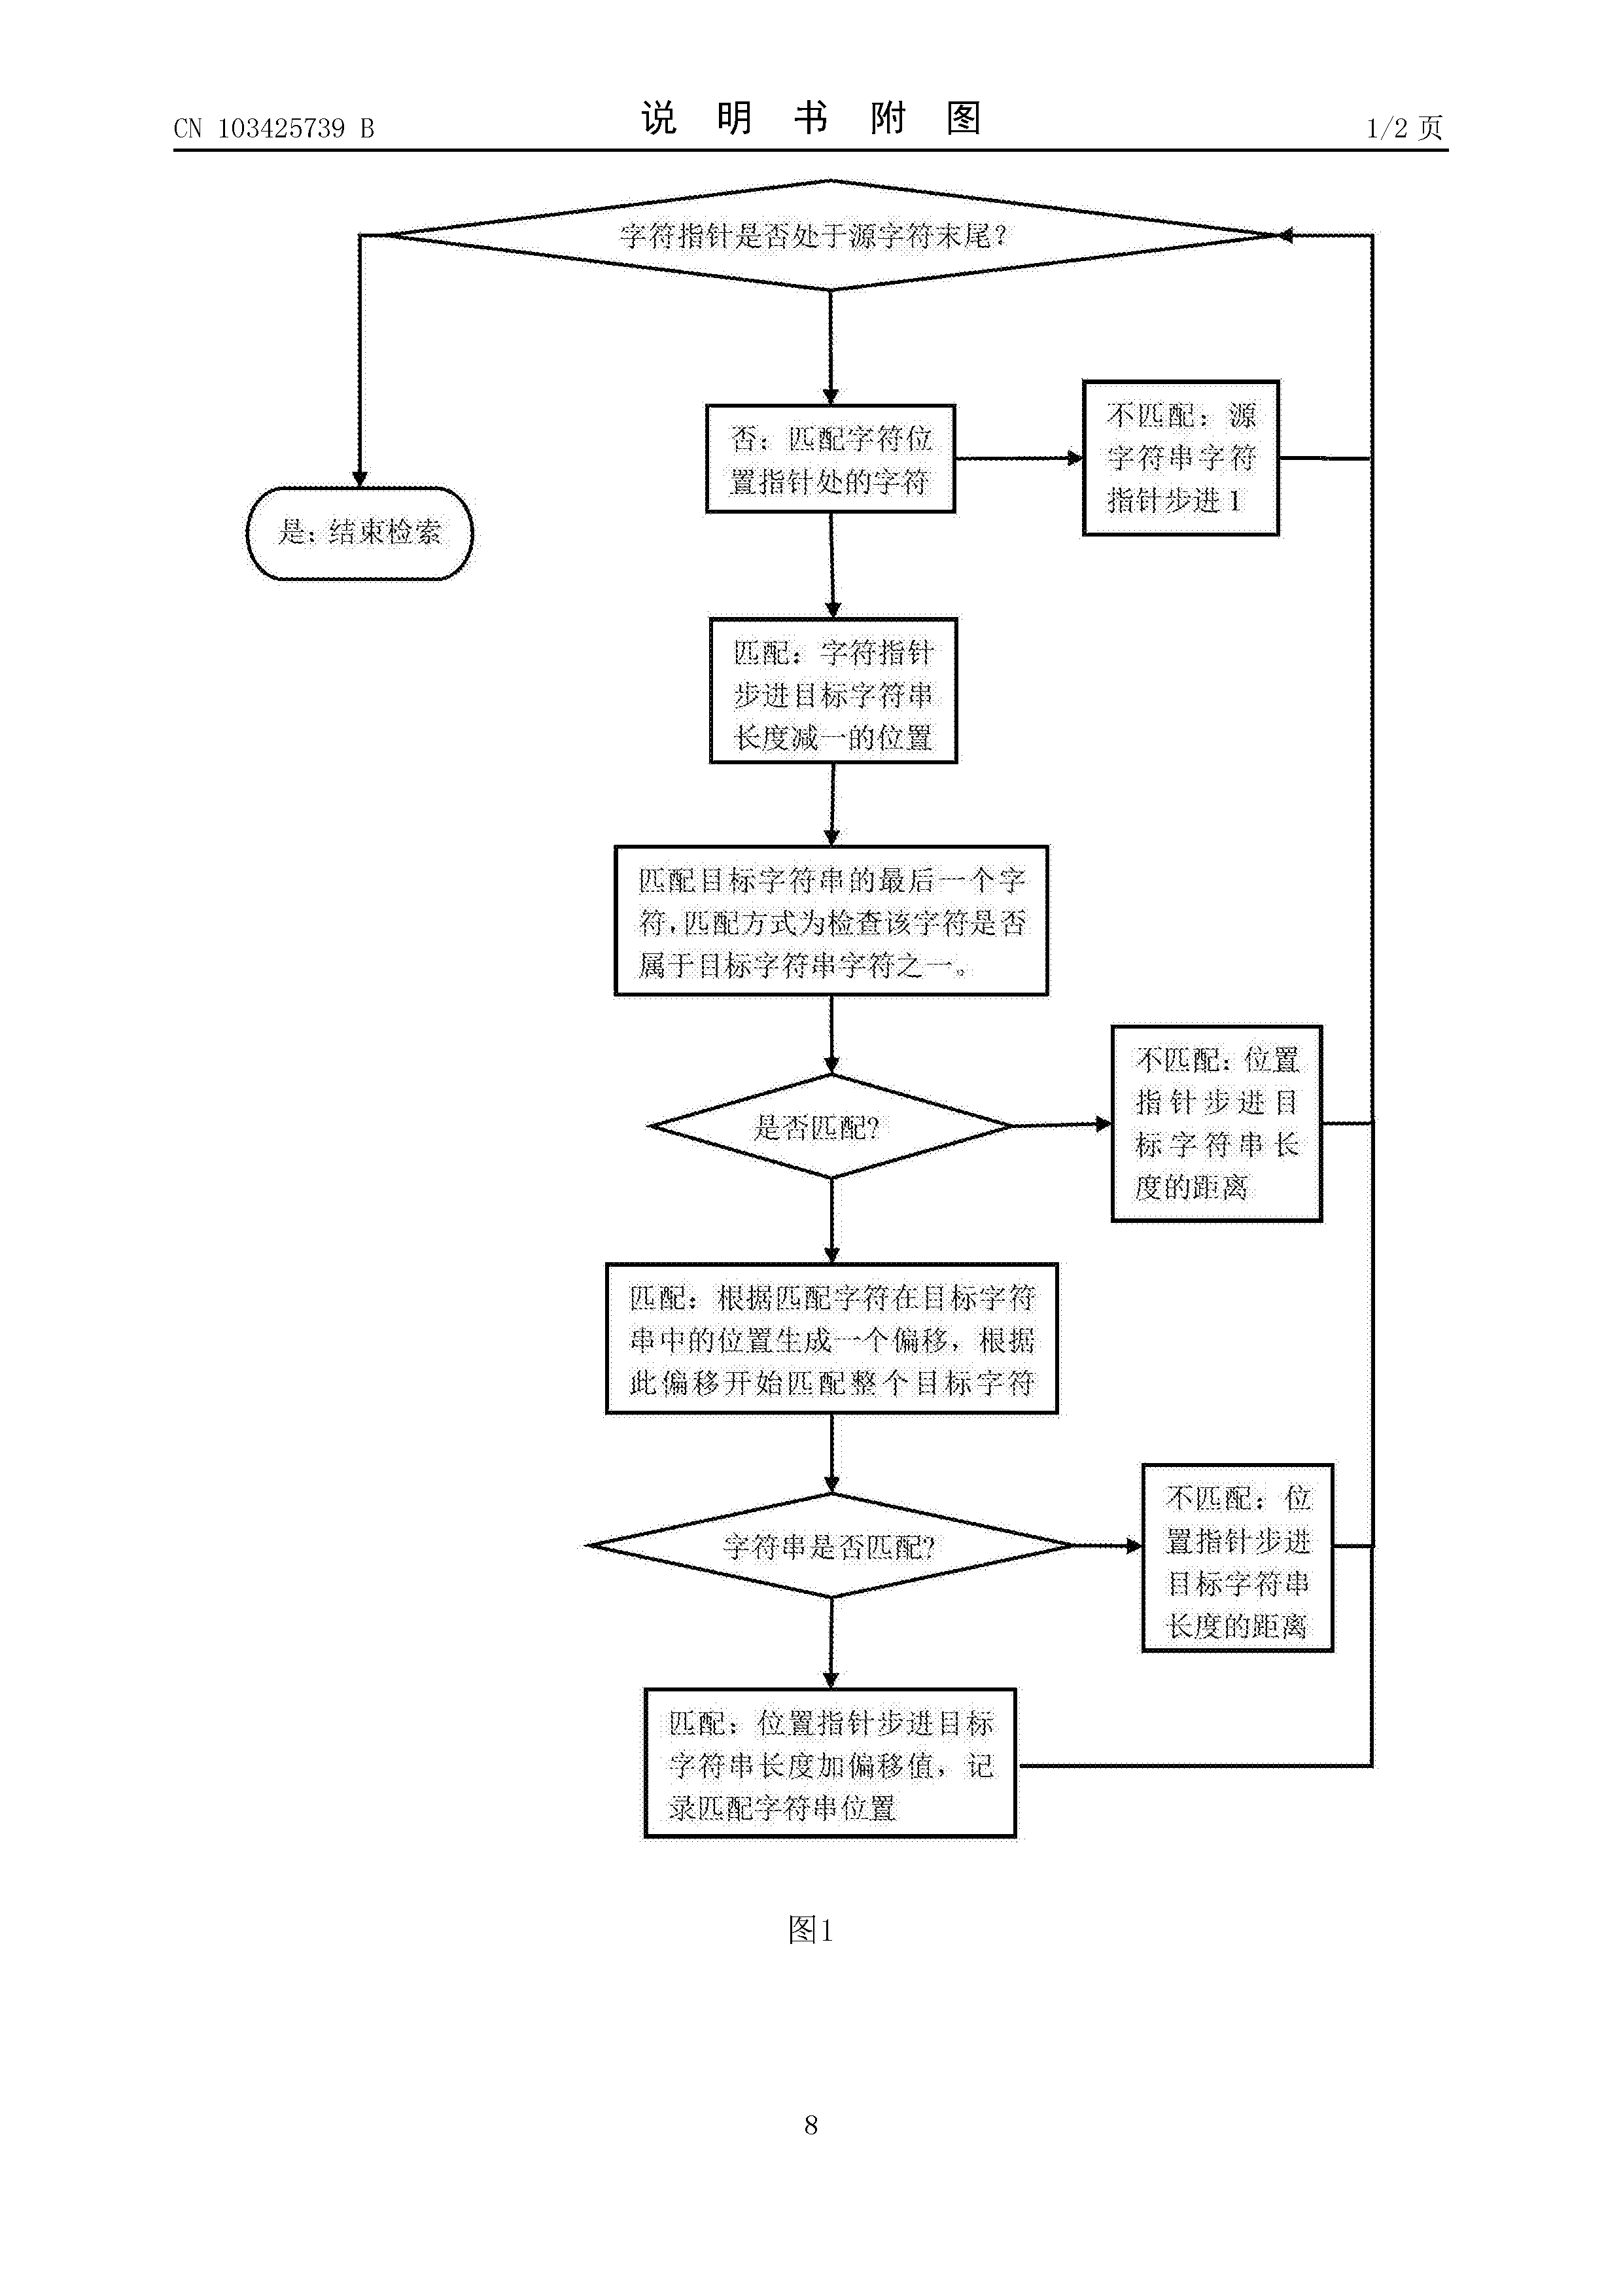 CN 103425739 B
说 明 书 附 图
1/2 页
字符指针是否处于源字符末尾？
否：匹配字符位
置指针处的字符
不匹配：源
字符串字符
指针步进 1
是：结束检索
匹配：字符指针
步进目标字符串
长度减一的位置
匹配目标字符串的最后一个字
符，匹配方式为检查该字符是否
属于目标字符串字符之一。
是否匹配？
不匹配：位置
指针步进目
标字符串长
度的距离
匹配：根据匹配字符在目标字符
串中的位置生成一个偏移，根据
此偏移开始匹配整个目标字符
字符串是否匹配？
不匹配：位
置指针步进
目标字符串
长度的距离
匹配：位置指针步进目标
字符串长度加偏移值，记
录匹配字符串位置
图1
8